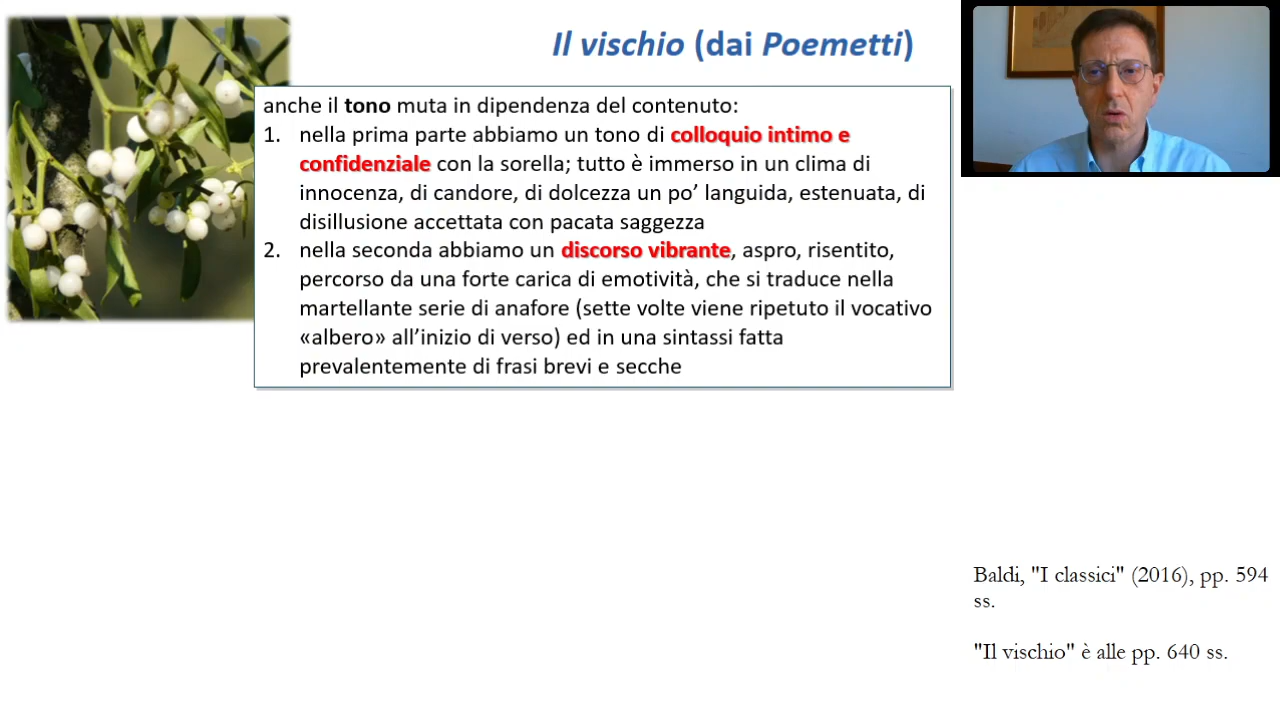 Il vischio (dai Poemetti)
anche il tono muta in dipendenza del contenuto:
1. nella prima parte abbiamo un tono di colloquio intimo e
confidenziale con la sorella; tutto è immerso in un clima di
innocenza, di candore, di dolcezza un po’ languida, estenuata, di
disillusione accettata con pacata saggezza
2. nella seconda abbiamo un discorso vibrante, aspro, risentito,
percorso da una forte carica di emotività, che si traduce nella
martellante serie di anafore (sette volte viene ripetuto il vocativo
«albero» all’inizio di verso) ed in una sintassi fatta
prevalentemente di frasi brevi e secche
Baldi, "I classici" (2016), pp. 594
ss.
"Il vischio" è alle pp. 640 ss.